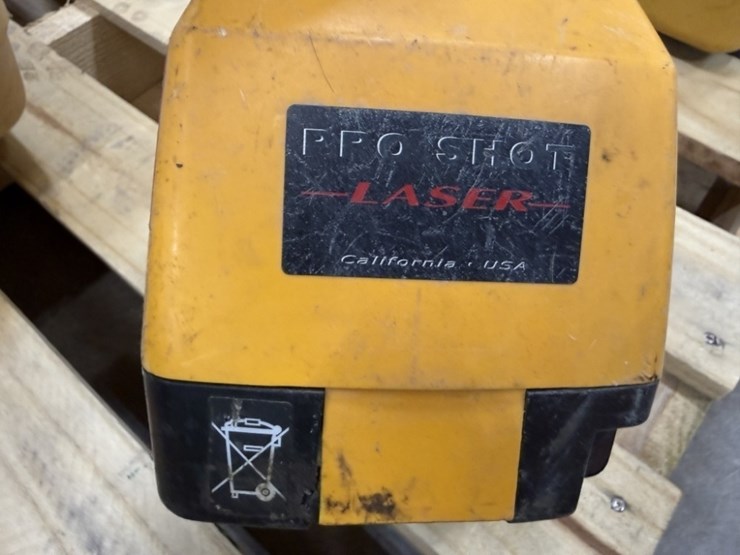 PRO SHOT
LASER
California • USA